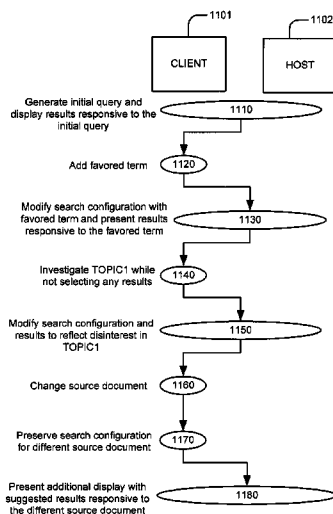 1101
1102
CLIENT
HOST
Generate initial query and
display results responsive to the
initial query
1110
Add favored term
1120
Modify search configuration with
favored term and present results
responsive to the favored term
1130
Investigate TOPIC1 while
not selecting any results
1140
Modify search configuration and
results to reflect disinterest in
TOPIC1
1150
Change source document
1160
Preserve search configuration
for different source document
1170
Present additional display with
suggested results responsive to
the different source document
1180